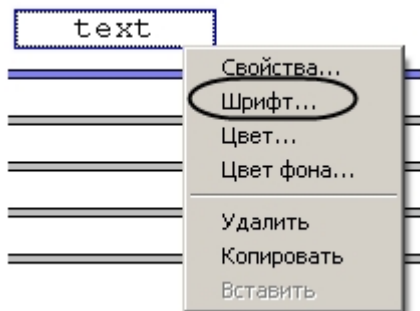 text
Свойства...
Шрифт...
Цвет...
Цвет фона...
Удалить
Копировать
Вставить